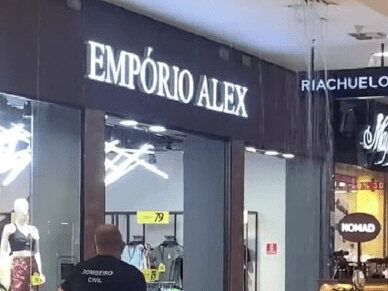 EMPÓRIO ALEX
RIACHUELO
NOMAD
79
BOMBEIRO
CIVIL